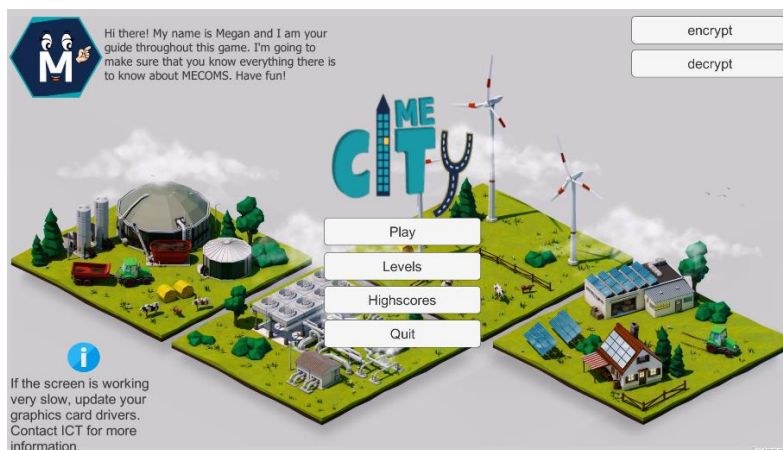 Hi there! My name is Megan and I am your
guide throughout this game. I'm going to
make sure that you know everything there is
to know about MECOMS. Have fun!
M
encrypt
decrypt
ME
CITY
Play
Levels
Highscores
Quit
i
If the screen is working
very slow, update your
graphics card drivers.
Contact ICT for more
information.